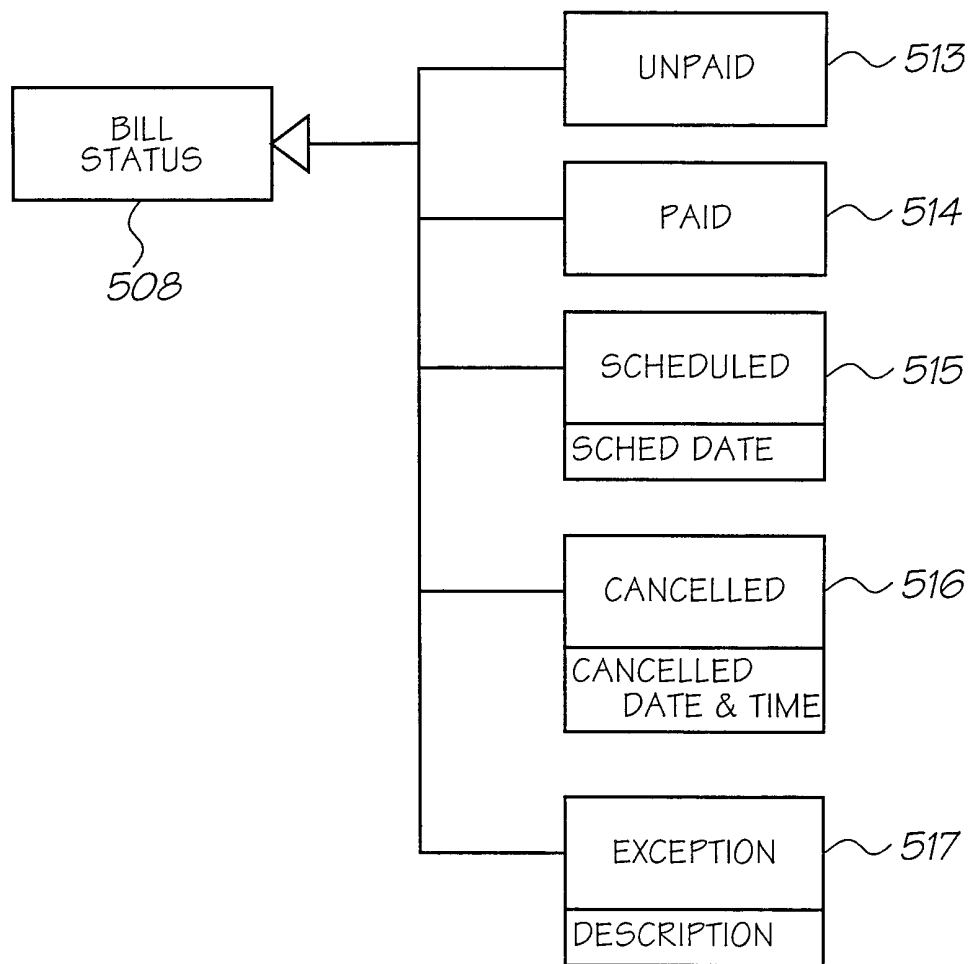 BILL
STATUS
508
UNPAID
513
PAID
514
SCHEDULED
SCHED DATE
515
CANCELLED
CANCELLED
DATE & TIME
516
EXCEPTION
DESCRIPTION
517